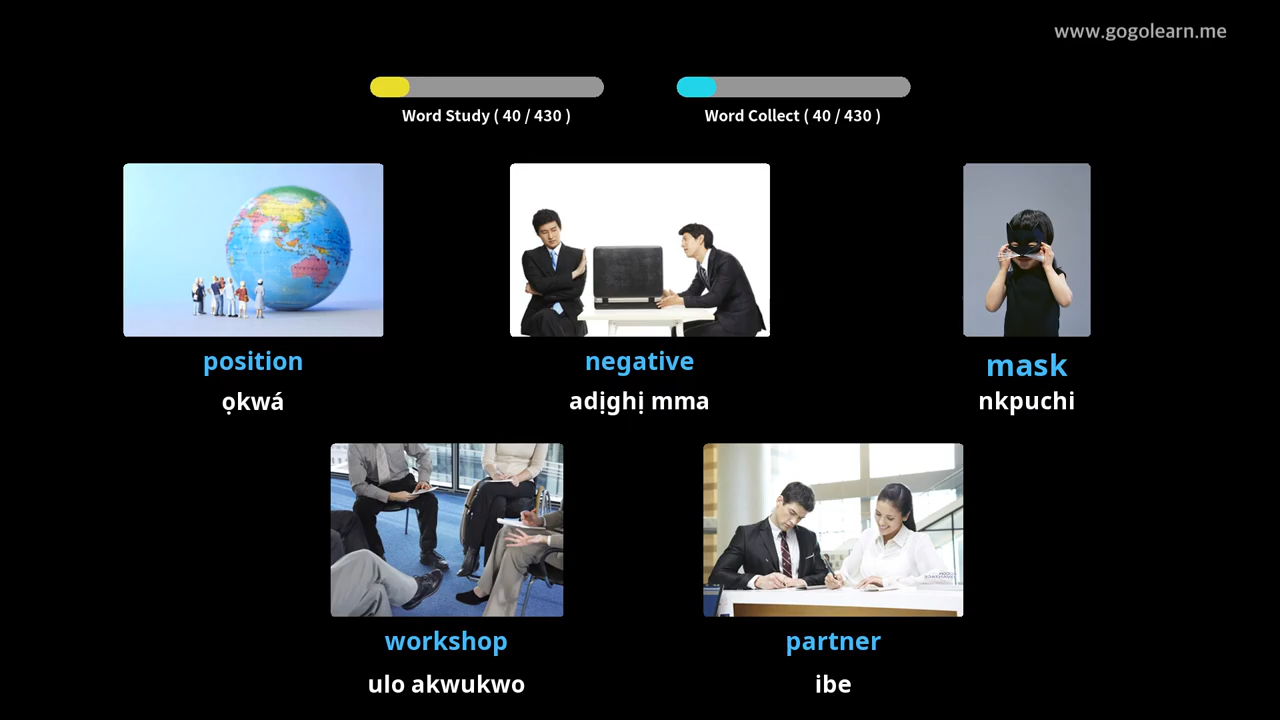 www.gogolearn.me
Word Study ( 40 / 430 )
Word Collect ( 40 / 430 )
position
ọkwá
negative
adịghị mma
mask
nkpuchi
workshop
ulo akwukwo
partner
ibe